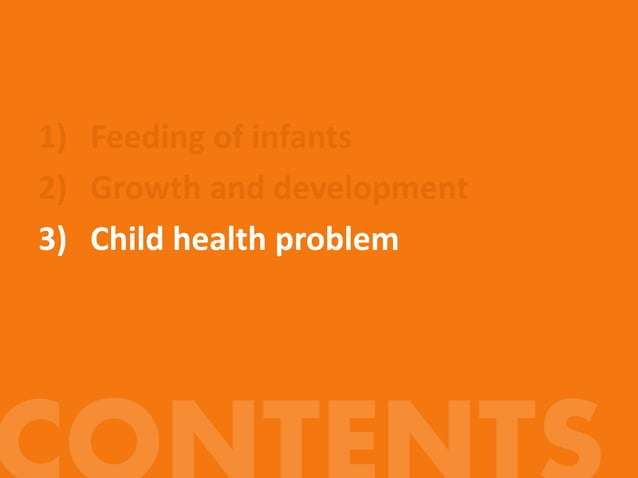 1) Feeding of infants
2) Growth and development
3) Child health problem
CONTENTS